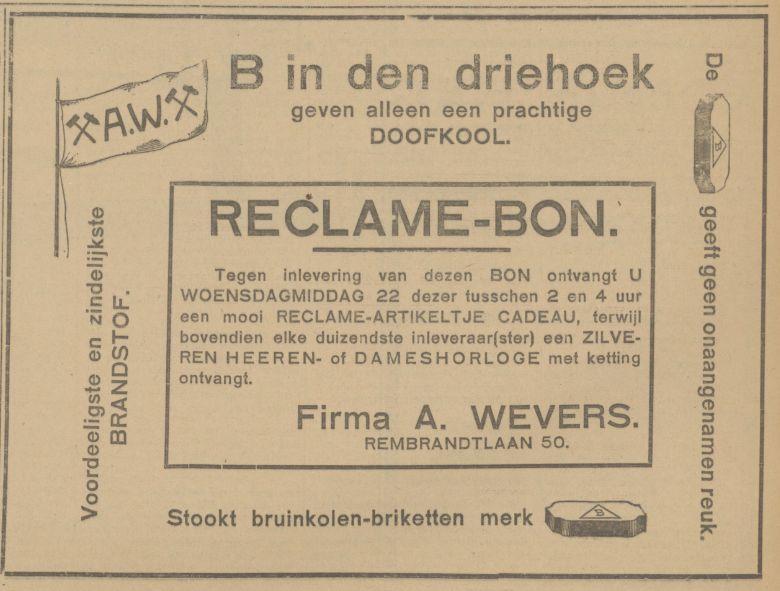 B in den driehoek
geven alleen een prachtige
DOOFKOOL.
A.W.
Voordeeligste en zindelijkste
BRANDSTOF.
RECLAME-BON.
Tegen inlevering van dezen BON ontvangt U
WOENSDAGMIDDAG 22 dezer tusschen 2 en 4 uur
een mooi RECLAME-ARTIKELTJE CADEAU, terwijl
bovendien elke duizendste inleveraar(ster) een ZILVE-
REN HEEREN- of DAMESHORLOGE met ketting
ontvangt.
Firma A. WEVERS.
REMBRANDTLAAN 50.
De B geeft geen onaangenamen reuk.
Stookt bruinkolen-briketten merk B